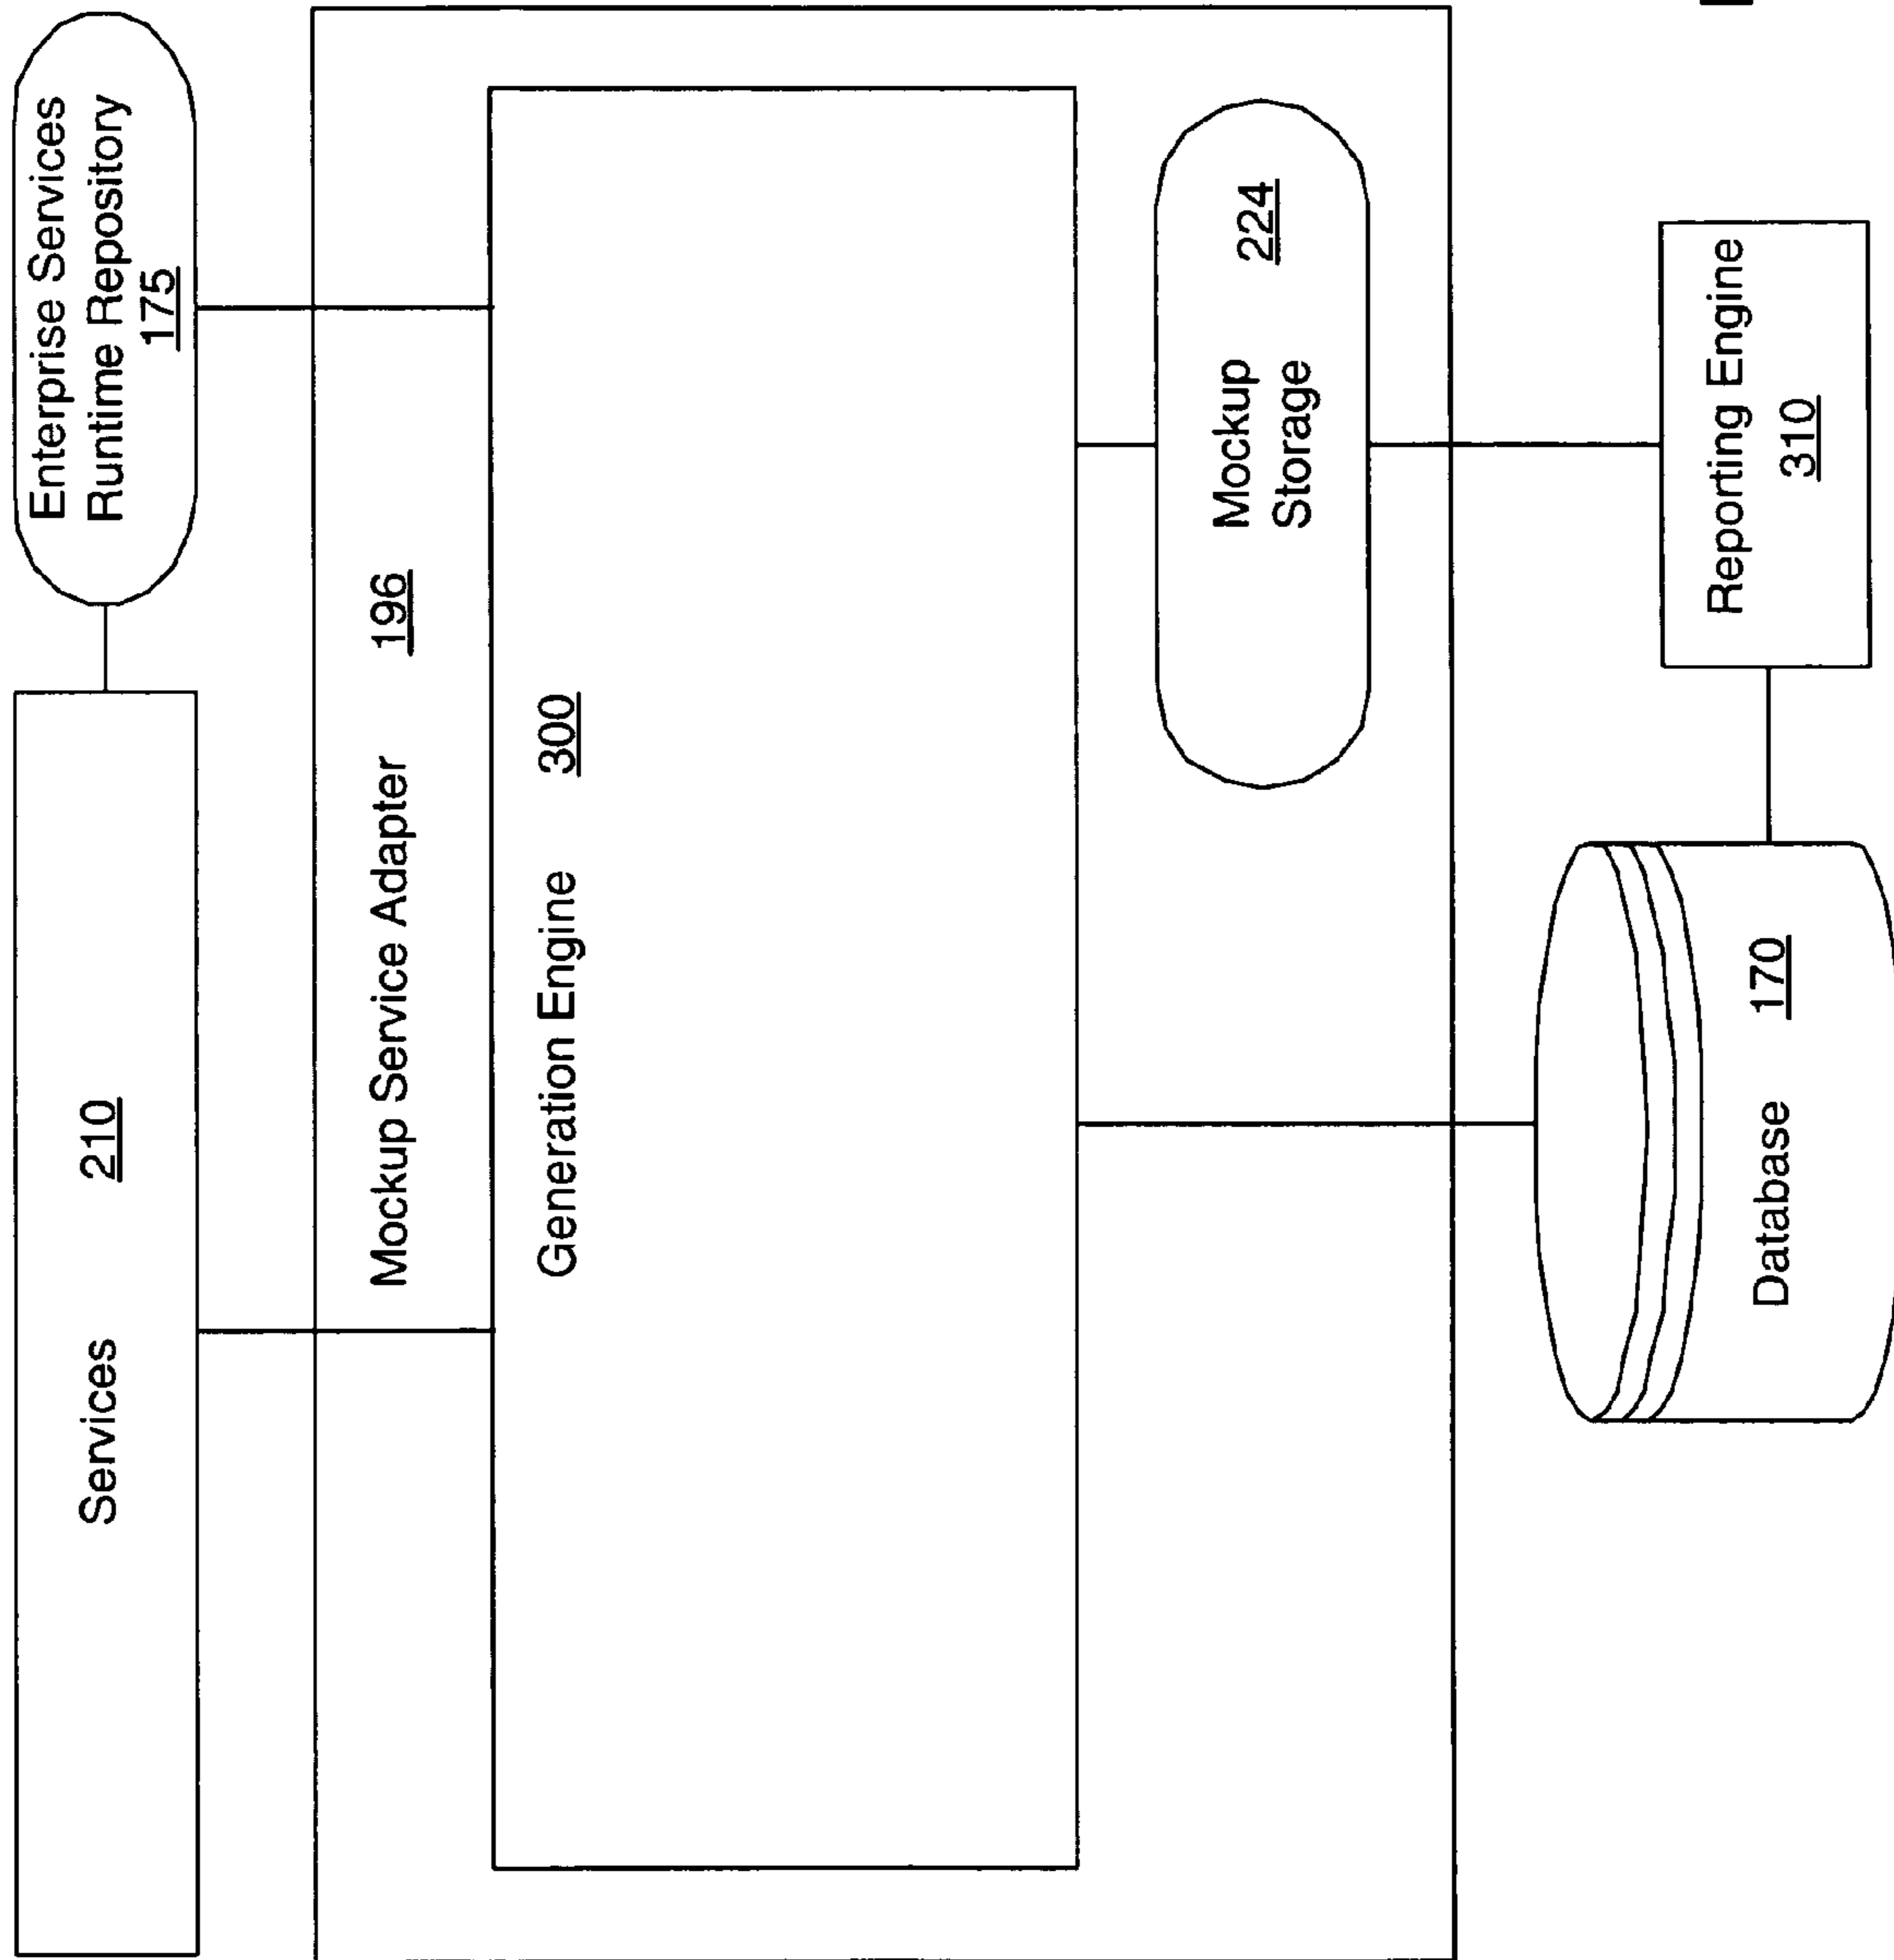 Services 210
Enterprise Services
Runtime Repository
175
Mockup Service Adapter 196
Generation Engine 300
Mockup
Storage
224
Database 170
Reporting Engine
310